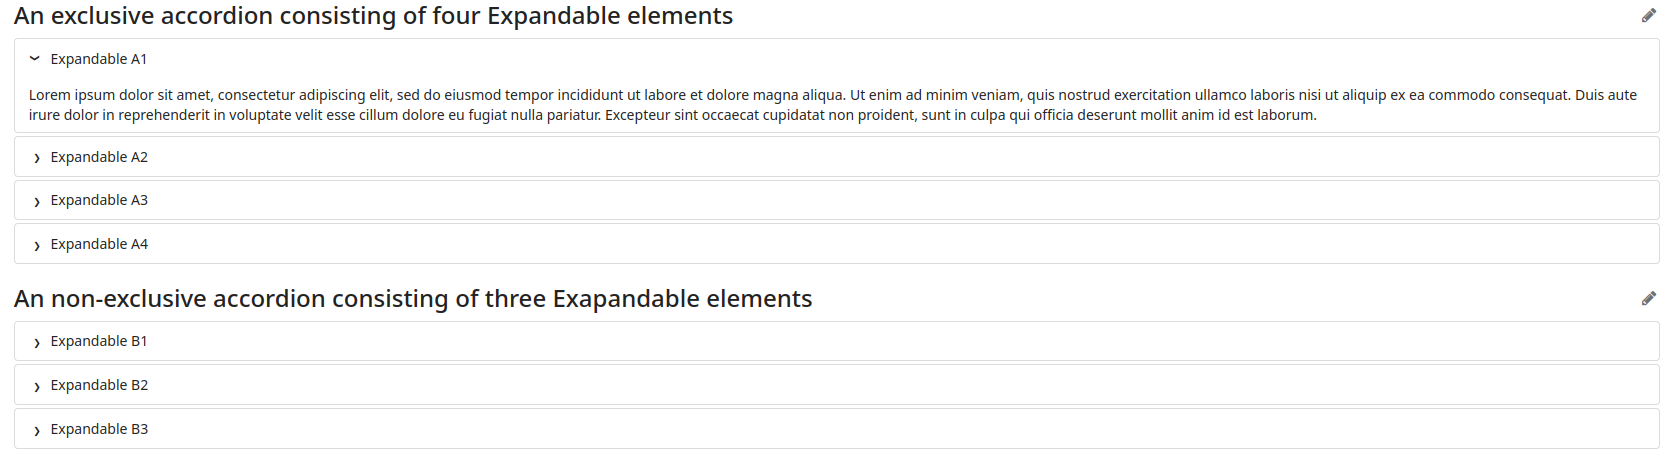 An exclusive accordion consisting of four Expandable elements
Expandable A1
Lorem ipsum dolor sit amet, consectetur adipiscing elit, sed do eiusmod tempor incididunt ut labore et dolore magna aliqua. Ut enim ad minim veniam, quis nostrud exercitation ullamco laboris nisi ut aliquip ex ea commodo consequat. Duis aute
irure dolor in reprehenderit in voluptate velit esse cillum dolore eu fugiat nulla pariatur. Excepteur sint occaecat cupidatat non proident, sunt in culpa qui officia deserunt mollit anim id est laborum.
Expandable A2
Expandable A3
Expandable A4
An non-exclusive accordion consisting of three Exapandable elements
Expandable B1
Expandable B2
Expandable B3